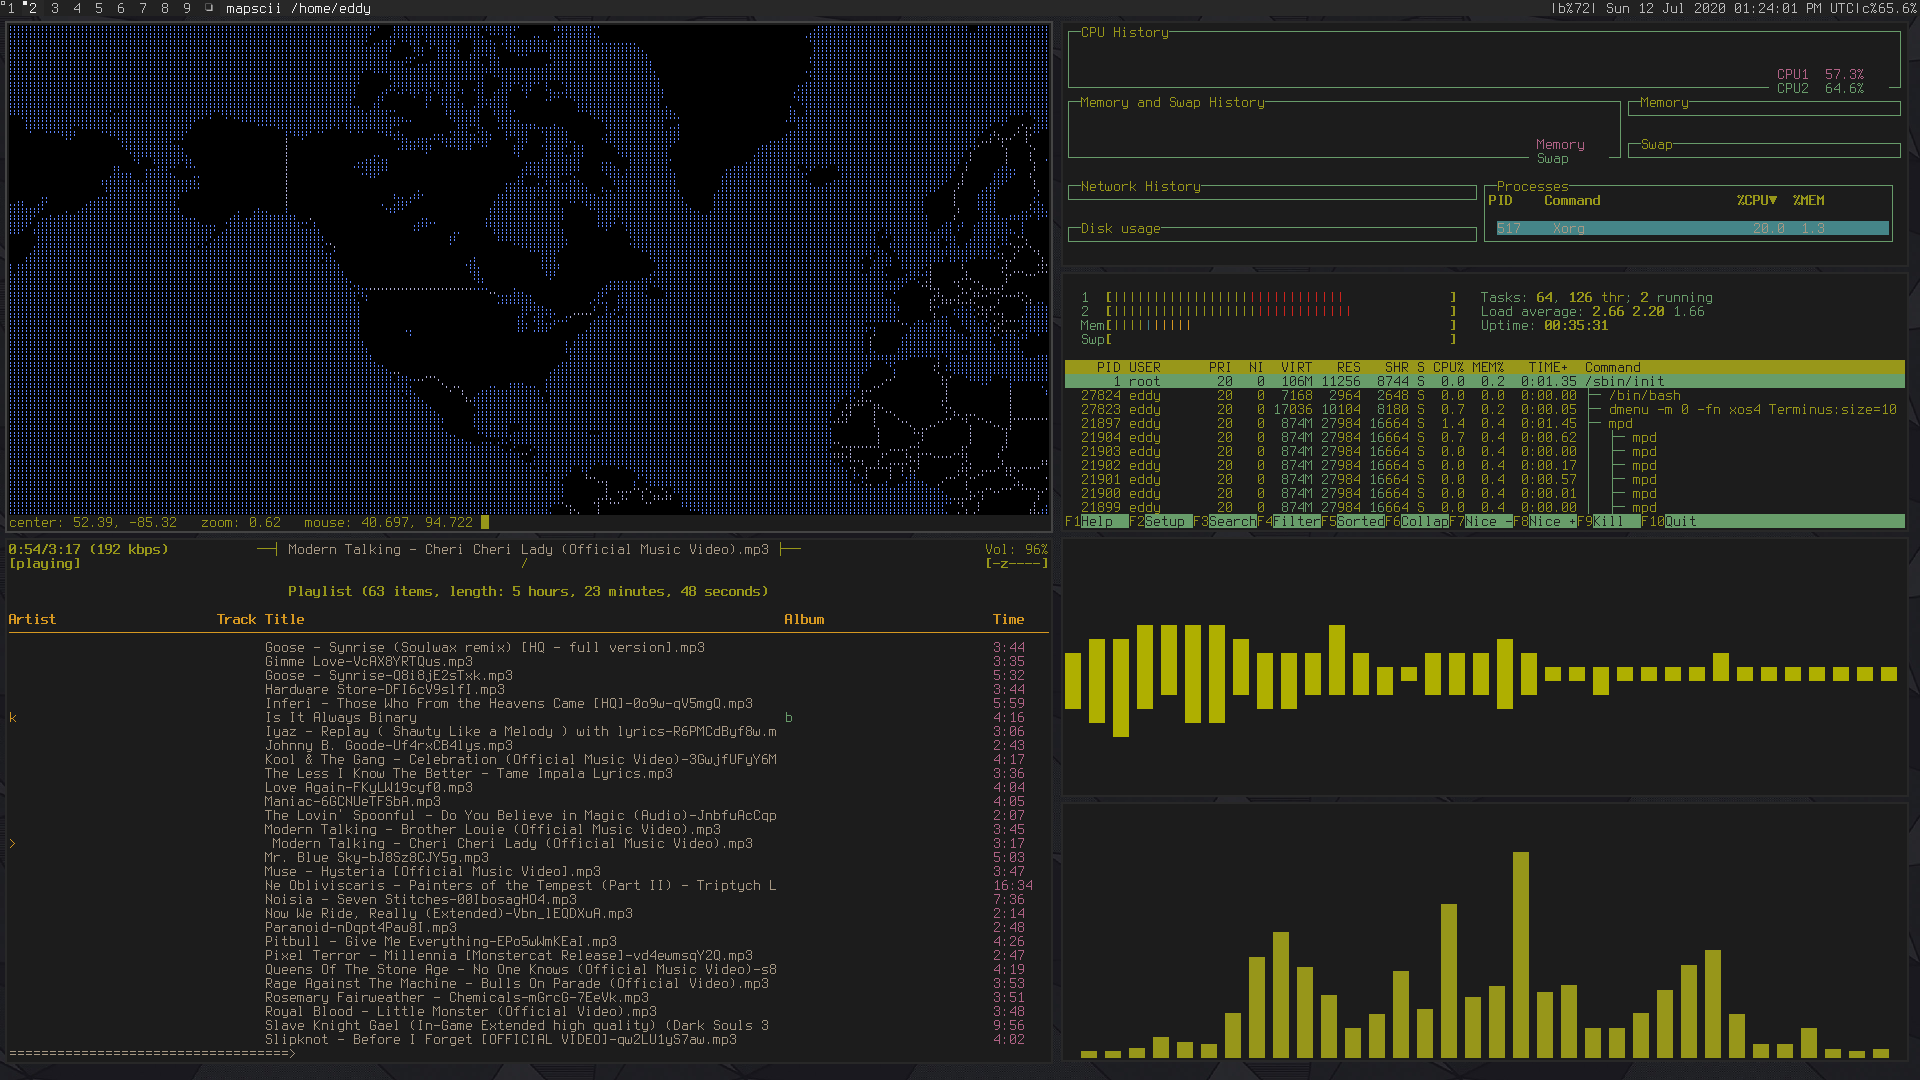 1 2 3 4 5 6 7 8 9 mapscii /home/eddy
|b%72| Sun 12 Jul 2020 01:24:01 PM UTC|c%65.6%
center: 52.39, -85.32 zoom: 0.62 mouse: 40.697, 94.722
0:54/3:17 (192 kbps) ──┤ Modern Talking - Cheri Cheri Lady (Official Music Video).mp3 ├── Vol: 96%
[playing] / [-z----]
Playlist (63 items, length: 5 hours, 23 minutes, 48 seconds)
Artist Track Title Album Time
Goose - Synrise (Soulwax remix) [HQ - full version].mp3 3:44
Gimme Love-VcAX8YRTQus.mp3 3:35
Goose - Synrise-Q8i8jE2sTxk.mp3 5:32
Hardware Store-DFI6cV9slfI.mp3 3:44
Inferi - Those Who From the Heavens Came [HQ]-0o9w-qV5mgQ.mp3 5:59
k Is It Always Binary b 4:16
Iyaz - Replay ( Shawty Like a Melody ) with lyrics-R6PMCdByf8w.m 3:06
Johnny B. Goode-Uf4rxCB4lys.mp3 2:43
Kool & The Gang - Celebration (Official Music Video)-3GwjfUFyY6M 4:17
The Less I Know The Better - Tame Impala Lyrics.mp3 3:36
Love Again-FKyLW19cyf0.mp3 4:04
Maniac-6GCNUeTFSbA.mp3 4:05
The Lovin' Spoonful - Do You Believe in Magic (Audio)-JnbfuAcCqp 2:07
Modern Talking - Brother Louie (Official Music Video).mp3 3:45
> Modern Talking - Cheri Cheri Lady (Official Music Video).mp3 3:17
Mr. Blue Sky-bJ8Sz8CJY5g.mp3 5:03
Muse - Hysteria [Official Music Video].mp3 3:47
Ne Obliviscaris - Painters of the Tempest (Part II) - Triptych L 16:34
Noisia - Seven Stitches-00IbosagHO4.mp3 7:36
Now We Ride, Really (Extended)-Vbn_lEQDXuA.mp3 2:14
Paranoid-nDqpt4Pau8I.mp3 2:48
Pitbull - Give Me Everything-EPo5wWmKEaI.mp3 4:26
Pixel Terror - Millennia [Monstercat Release]-vd4ewmsqY2Q.mp3 2:47
Queens Of The Stone Age - No One Knows (Official Music Video)-s8 4:19
Rage Against The Machine - Bulls On Parade (Official Video).mp3 3:53
Rosemary Fairweather - Chemicals-mGrcG-7EeVk.mp3 3:51
Royal Blood - Little Monster (Official Video).mp3 3:48
Slave Knight Gael (In-Game Extended high quality) (Dark Souls 3 9:56
Slipknot - Before I Forget [OFFICIAL VIDEO]-qw2LU1yS7aw.mp3 4:02
===================================>
CPU History
CPU1 57.3%
CPU2 64.6%
Memory and Swap History
Memory
Swap
Memory
Swap
Network History
Disk usage
Processes
PID Command %CPU▼ %MEM
517 Xorg 20.0 1.3
1 [ ] Tasks: 64, 126 thr; 2 running
2 [ ] Load average: 2.66 2.20 1.66
Mem[ ] Uptime: 00:35:31
Swp[ ]
PID USER PRI NI VIRT RES SHR S CPU% MEM% TIME+ Command
1 root 20 0 106M 11256 8744 S 0.0 0.2 0:01.35 /sbin/init
27824 eddy 20 0 7168 2964 2648 S 0.0 0.0 0:00.00 ├─ /bin/bash
27823 eddy 20 0 17036 10104 8180 S 0.7 0.2 0:00.05 ├─ dmenu -m 0 -fn xos4 Terminus:size=10
21897 eddy 20 0 874M 27984 16664 S 1.4 0.4 0:01.45 ├─ mpd
21904 eddy 20 0 874M 27984 16664 S 0.7 0.4 0:00.62 │ ├─ mpd
21903 eddy 20 0 874M 27984 16664 S 0.0 0.4 0:00.00 │ ├─ mpd
21902 eddy 20 0 874M 27984 16664 S 0.0 0.4 0:00.17 │ ├─ mpd
21901 eddy 20 0 874M 27984 16664 S 0.0 0.4 0:00.57 │ ├─ mpd
21900 eddy 20 0 874M 27984 16664 S 0.0 0.4 0:00.01 │ ├─ mpd
21899 eddy 20 0 874M 27984 16664 S 0.0 0.4 0:00.00 │ ├─ mpd
F1Help F2Setup F3SearchF4FilterF5SortedF6CollapF7Nice -F8Nice +F9Kill F10Quit